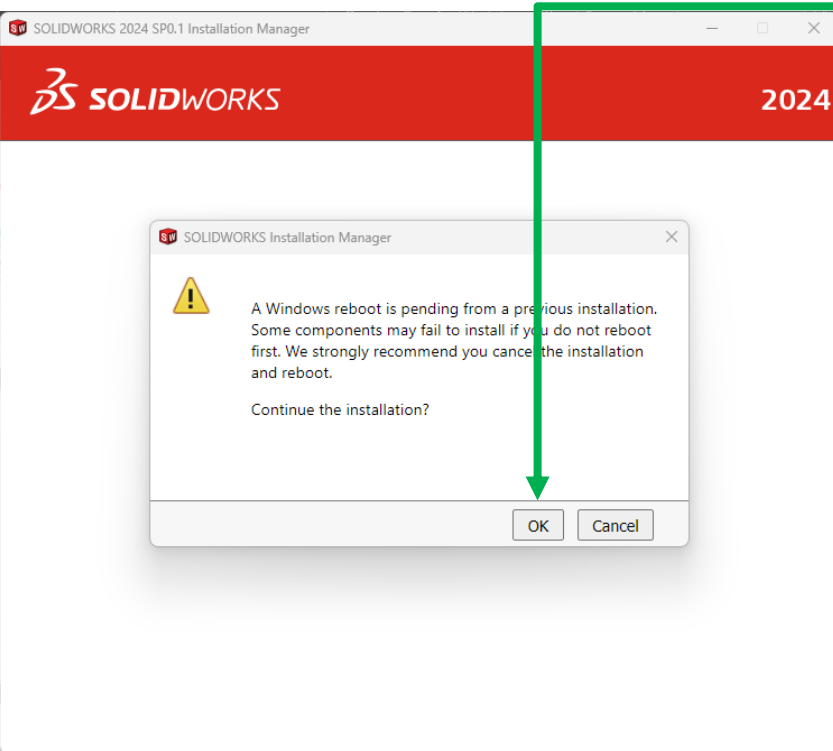 SOLIDWORKS 2024 SP0.1 Installation Manager
SOLIDWORKS
2024
SOLIDWORKS Installation Manager
A Windows reboot is pending from a previous installation.
Some components may fail to install if you do not reboot
first. We strongly recommend you cancel the installation
and reboot.
Continue the installation?
OK Cancel